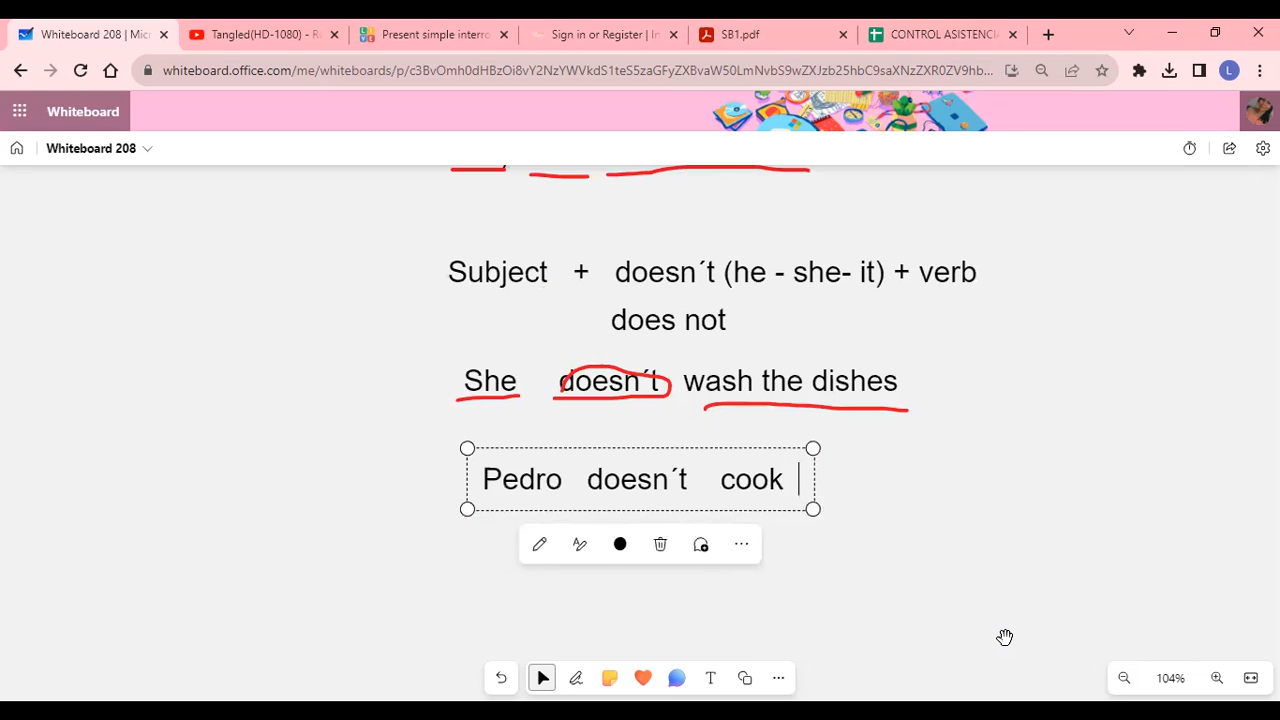 Whiteboard 208 | Mic
Tangled(HD-1080) - R
Present simple interro
Sign in or Register | In
SB1.pdf
CONTROL ASISTENCIA
L
whiteboard.office.com/me/whiteboards/p/c3BvOmh0dHBzOi8vY2NzYWVkdS1teS5zaGFyZXBvaW50LmNvbS9wZXJzb25hbC9saXNzZXR0ZV9hb...
Whiteboard
Whiteboard 208
Subject + doesn´t (he - she- it) + verb
does not
She doesn´t wash the dishes
Pedro doesn´t cook
T
104%